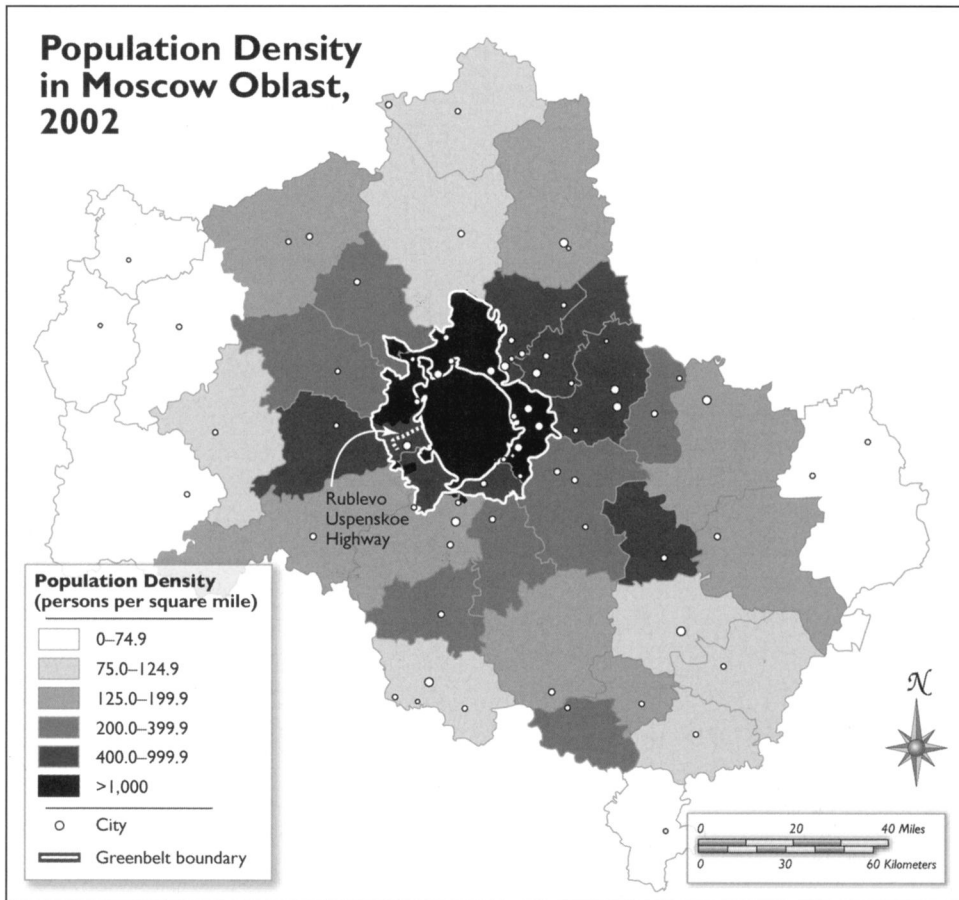 Population Density
in Moscow Oblast,
2002
Rublevo
Uspenskoe
Highway
Population Density
(persons per square mile)
0–74.9
75.0–124.9
125.0–199.9
200.0–399.9
400.0–999.9
>1,000
City
Greenbelt boundary
N
0 20 40 Miles
0 30 60 Kilometers